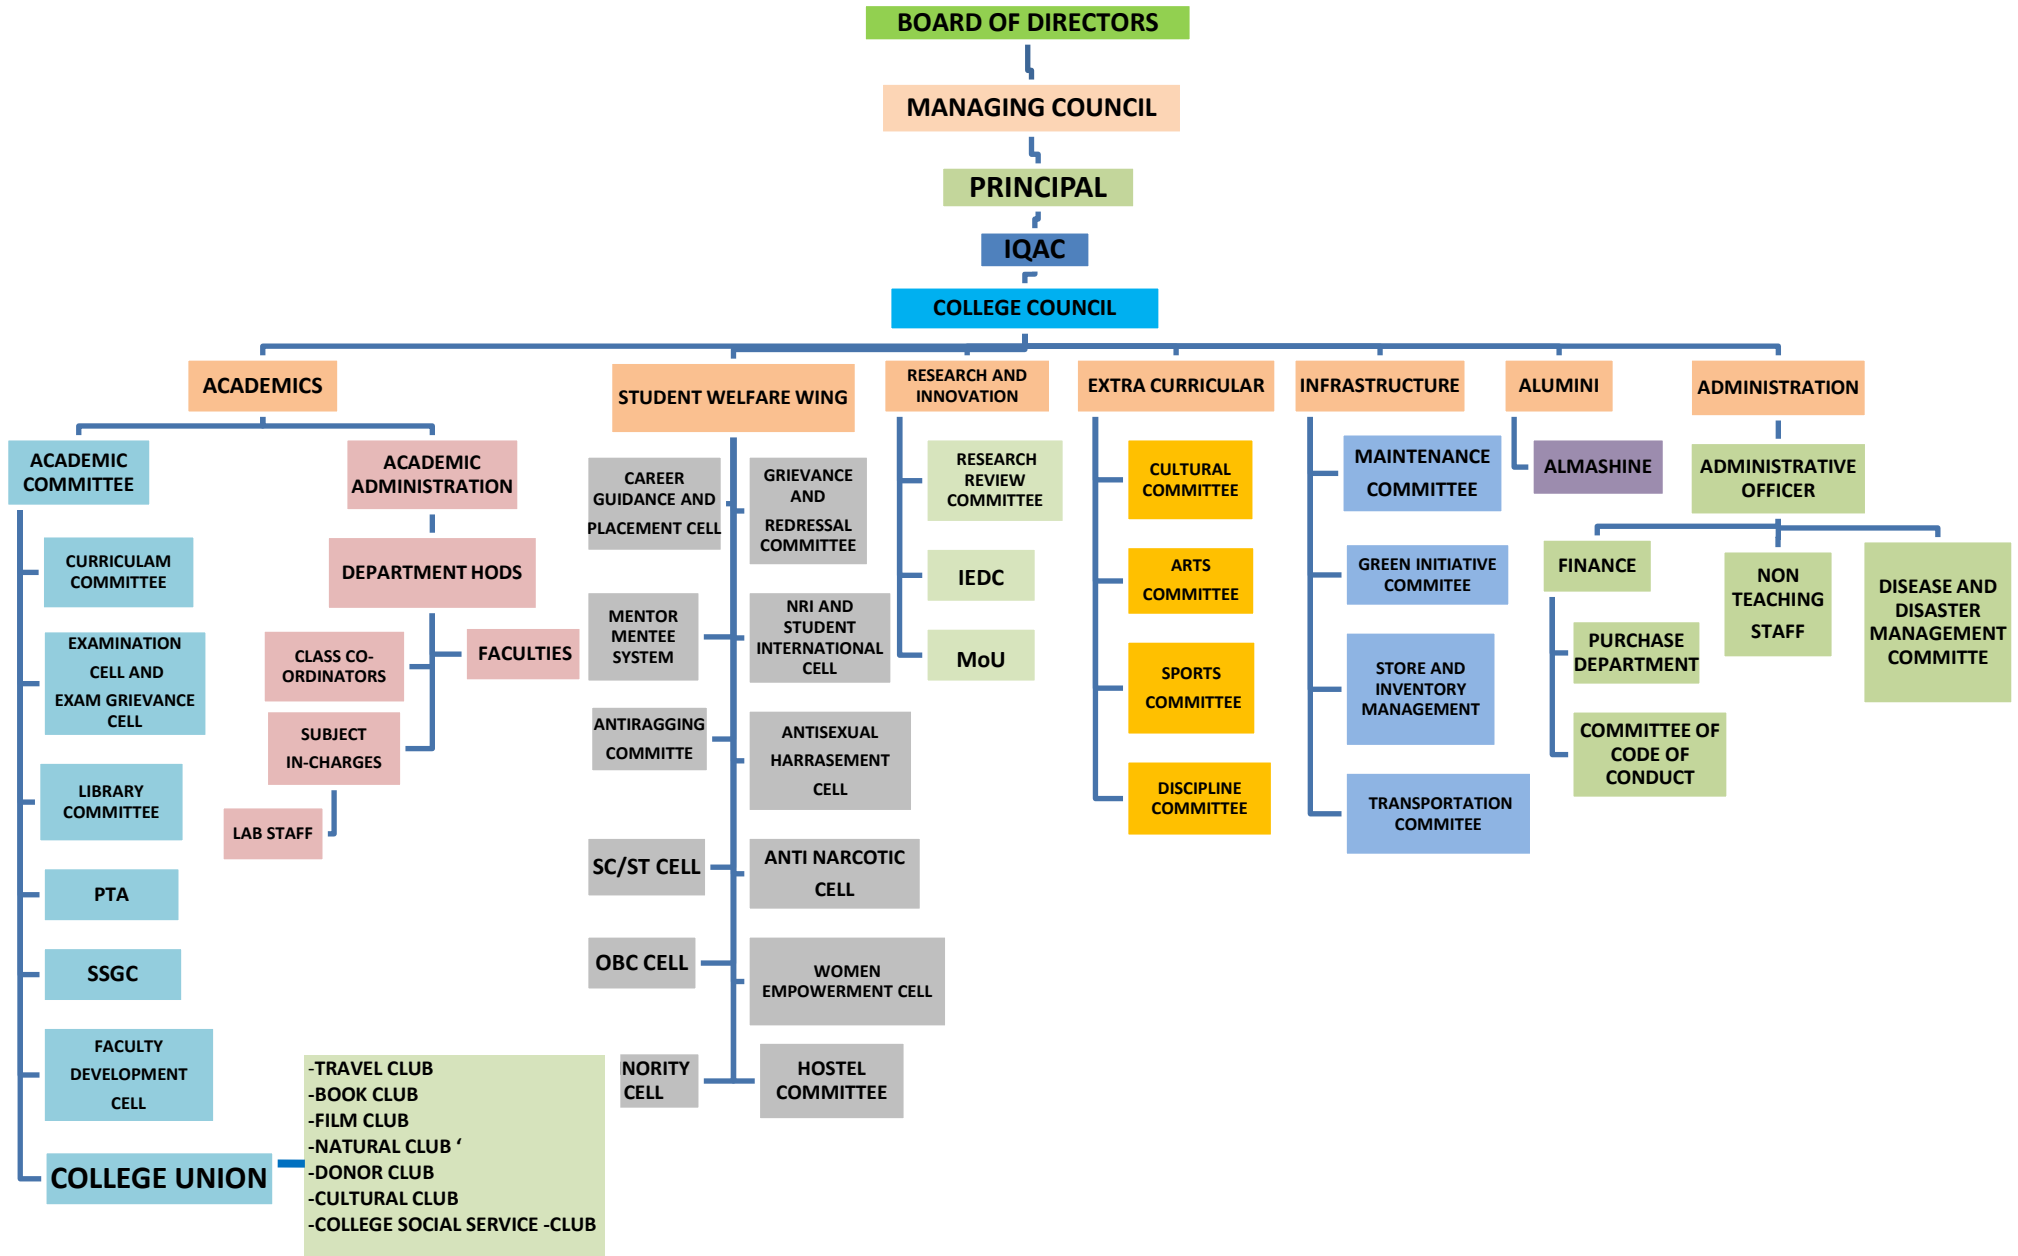 BOARD OF DIRECTORS
MANAGING COUNCIL
PRINCIPAL
IQAC
COLLEGE COUNCIL
ACADEMICS
STUDENT WELFARE WING
RESEARCH AND
INNOVATION
EXTRA CURRICULAR
INFRASTRUCTURE
ALUMINI
ADMINISTRATION
ACADEMIC
COMMITTEE
CURRICULAM
COMMITTEE
EXAMINATION
CELL AND
EXAM GRIEVANCE
CELL
LIBRARY
COMMITTEE
PTA
SSGC
FACULTY
DEVELOPMENT
CELL
COLLEGE UNION
-TRAVEL CLUB
-BOOK CLUB
-FILM CLUB
-NATURAL CLUB ‘
-DONOR CLUB
-CULTURAL CLUB
-COLLEGE SOCIAL SERVICE -CLUB
ACADEMIC
ADMINISTRATION
DEPARTMENT HODS
CLASS CO-
ORDINATORS
FACULTIES
SUBJECT
IN-CHARGES
LAB STAFF
CAREER
GUIDANCE AND
PLACEMENT CELL
GRIEVANCE
AND
REDRESSAL
COMMITTEE
MENTOR
MENTEE
SYSTEM
NRI AND
STUDENT
INTERNATIONAL
CELL
ANTIRAGGING
COMMITTE
ANTISEXUAL
HARRASEMENT
CELL
SC/ST CELL
ANTI NARCOTIC
CELL
OBC CELL
WOMEN
EMPOWERMENT CELL
NORITY
CELL
HOSTEL
COMMITTEE
RESEARCH
REVIEW
COMMITTEE
IEDC
MoU
CULTURAL
COMMITTEE
ARTS
COMMITTEE
SPORTS
COMMITTEE
DISCIPLINE
COMMITTEE
MAINTENANCE
COMMITTEE
GREEN INITIATIVE
COMMITEE
STORE AND
INVENTORY
MANAGEMENT
TRANSPORTATION
COMMITEE
ALMASHINE
ADMINISTRATIVE
OFFICER
FINANCE
PURCHASE
DEPARTMENT
COMMITTEE OF
CODE OF
CONDUCT
NON
TEACHING
STAFF
DISEASE AND
DISASTER
MANAGEMENT
COMMITTE